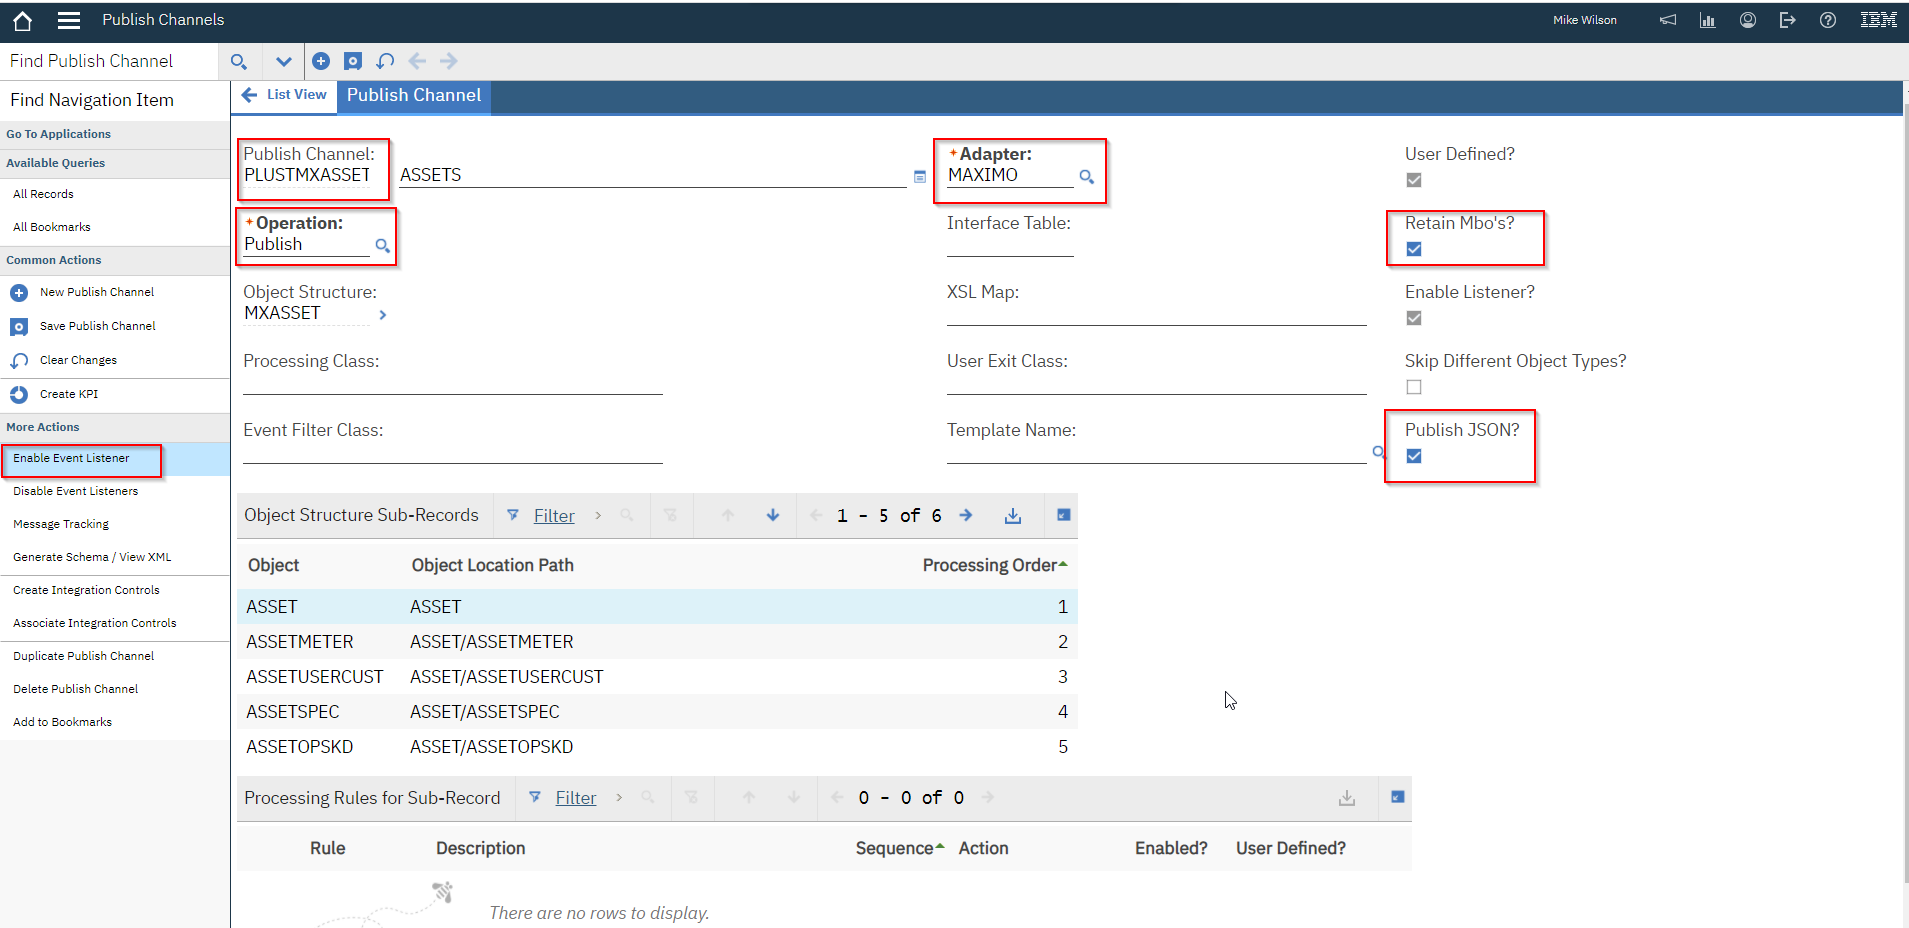 Publish Channels
Mike Wilson
IBM
Find Publish Channel
Find Navigation Item
Go To Applications
Available Queries
All Records
All Bookmarks
Common Actions
New Publish Channel
Save Publish Channel
Clear Changes
Create KPI
More Actions
Enable Event Listener
Disable Event Listeners
Message Tracking
Generate Schema / View XML
Create Integration Controls
Associate Integration Controls
Duplicate Publish Channel
Delete Publish Channel
Add to Bookmarks
List View
Publish Channel
Publish Channel:
PLUSTMXASSET
ASSETS
Operation:
Publish
Object Structure:
MXASSET
Processing Class:
Event Filter Class:
Adapter:
MAXIMO
Interface Table:
XSL Map:
User Exit Class:
Template Name:
User Defined?
Retain Mbo's?
Enable Listener?
Skip Different Object Types?
Publish JSON?
Object Structure Sub-Records Filter 1 - 5 of 6
Object Object Location Path Processing Order
ASSET ASSET 1
ASSETMETER ASSET/ASSETMETER 2
ASSETUSERCUST ASSET/ASSETUSERCUST 3
ASSETSPEC ASSET/ASSETSPEC 4
ASSETOPSKD ASSET/ASSETOPSKD 5
Processing Rules for Sub-Record Filter 0 - 0 of 0
Rule Description Sequence Action Enabled? User Defined?
There are no rows to display.